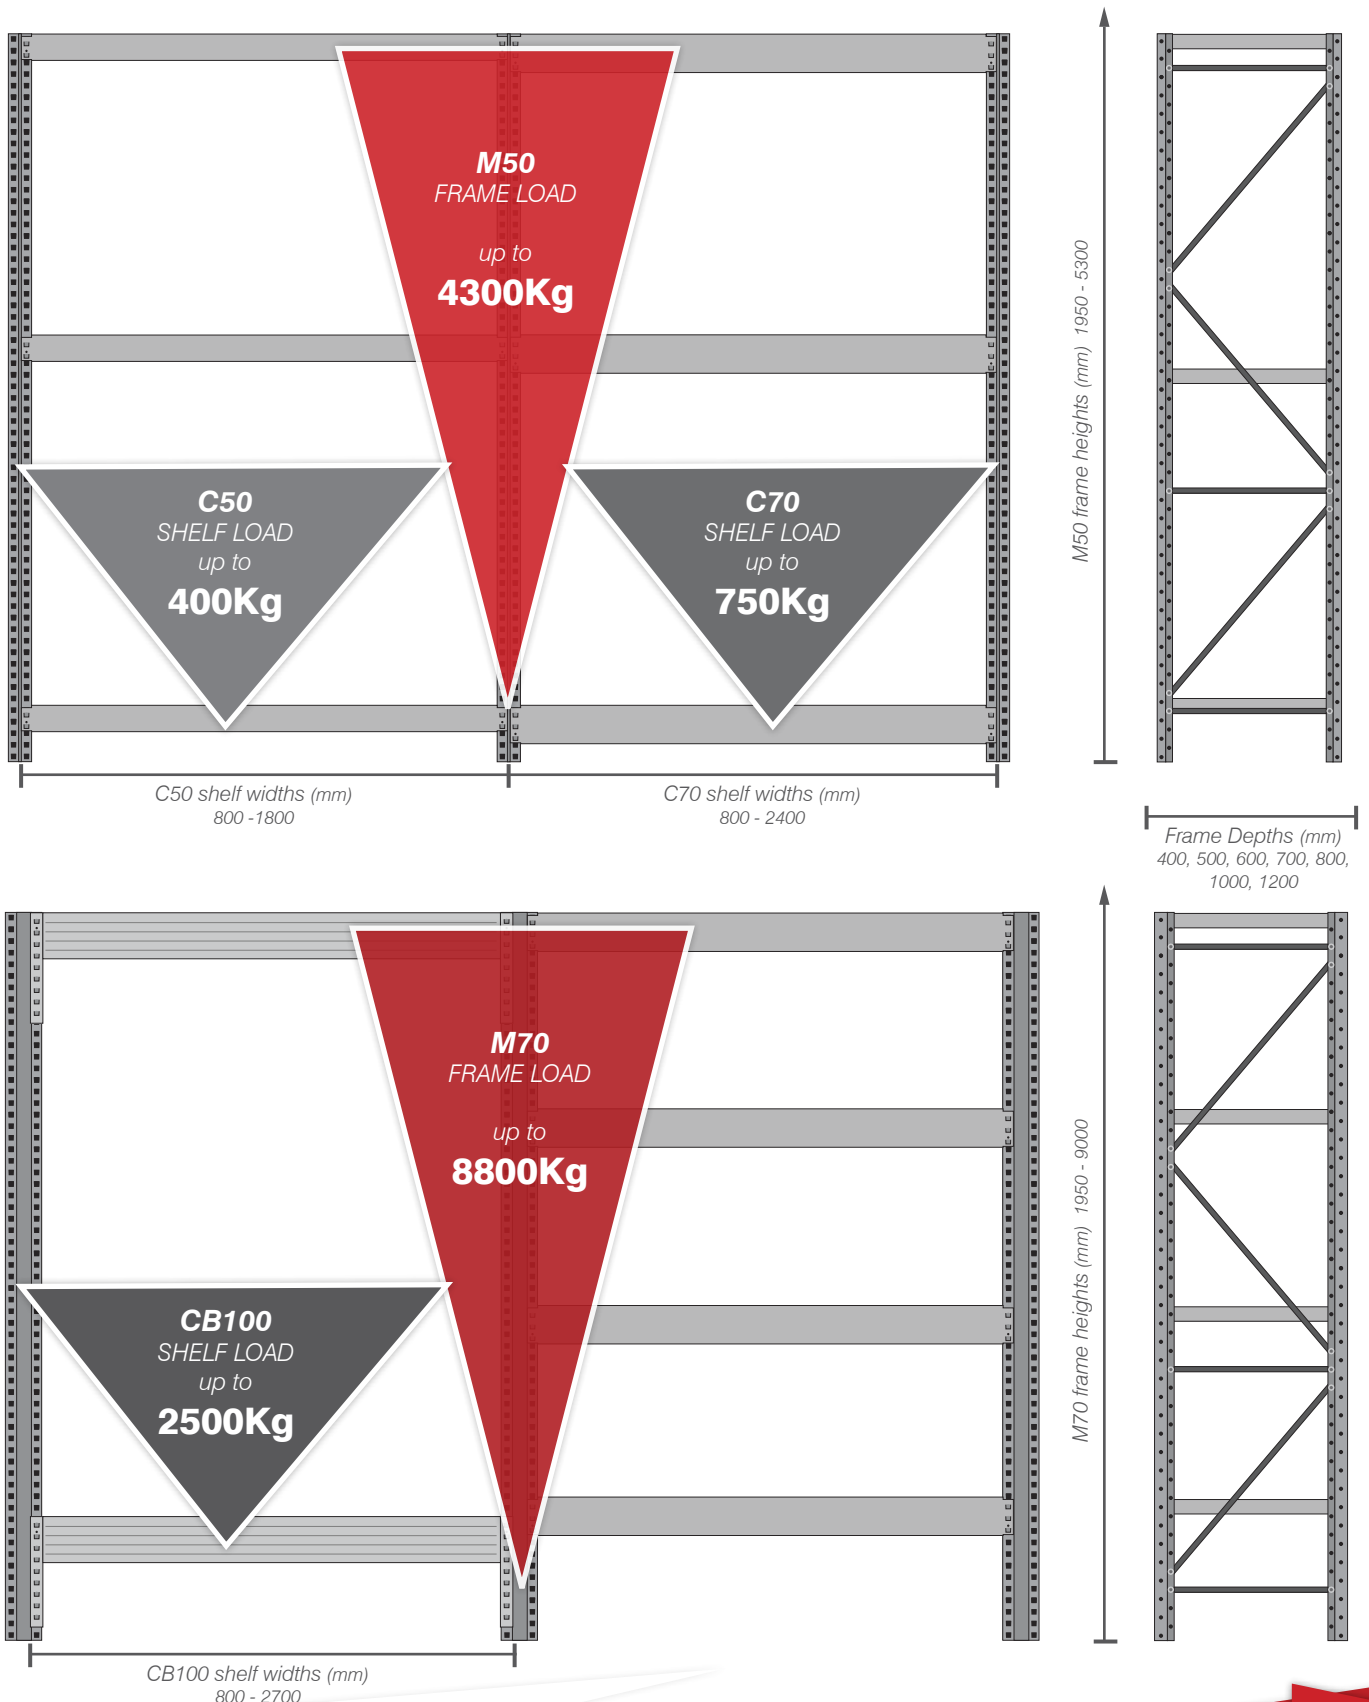 M50
FRAME LOAD
up to
4300Kg
C50
SHELF LOAD
up to
400Kg
C70
SHELF LOAD
up to
750Kg
C50 shelf widths (mm)
800 -1800
C70 shelf widths (mm)
800 - 2400
M50 frame heights (mm) 1950 - 5300
Frame Depths (mm)
400, 500, 600, 700, 800,
1000, 1200
M70
FRAME LOAD
up to
8800Kg
CB100
SHELF LOAD
up to
2500Kg
CB100 shelf widths (mm)
800 - 2700
M70 frame heights (mm) 1950 - 9000